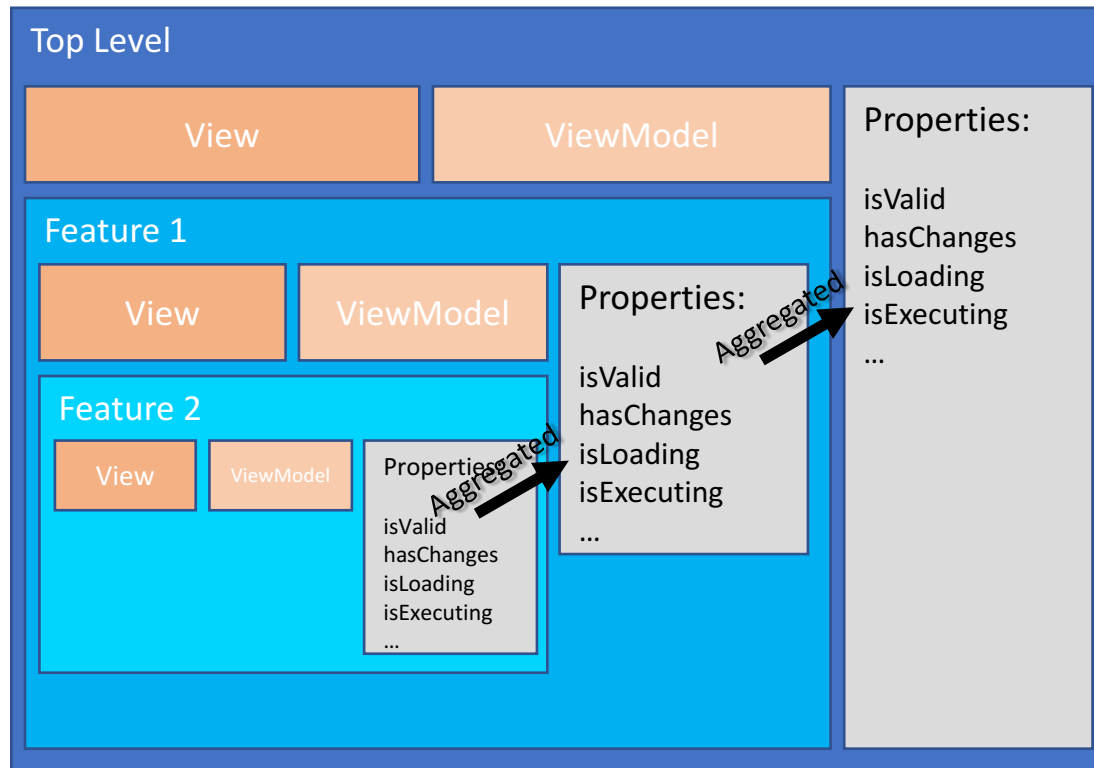 Top Level
View
ViewModel
Properties:
isValid
hasChanges
isLoading
isExecuting
...
Feature 1
View
ViewModel
Properties:
isValid
hasChanges
isLoading
isExecuting
...
Aggregated
Feature 2
View
ViewModel
Properties:
isValid
hasChanges
isLoading
isExecuting
...
Aggregated